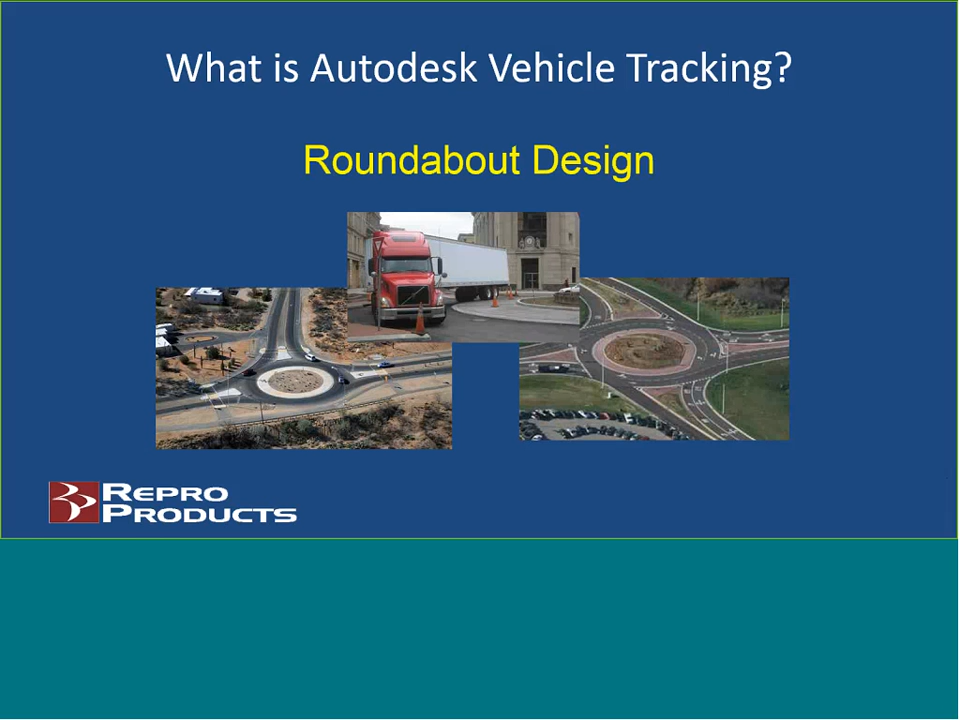 What is Autodesk Vehicle Tracking?
Roundabout Design
REPRO
PRODUCTS